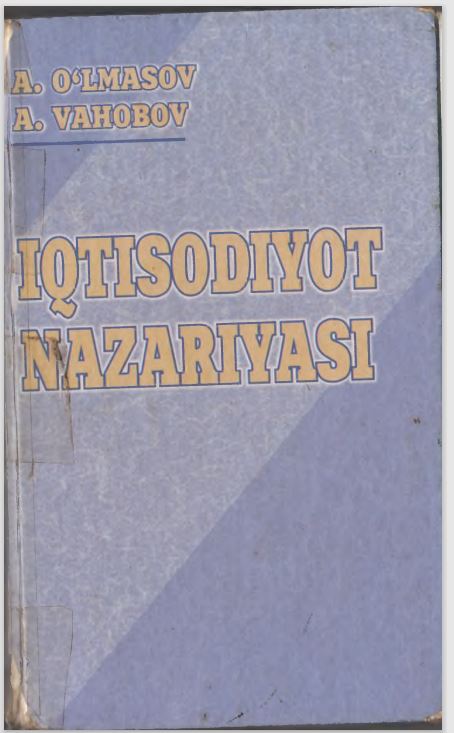 A. O‘LMASOV
A. VAHOBOV
IQTISODIYOT
NAZARIYASI